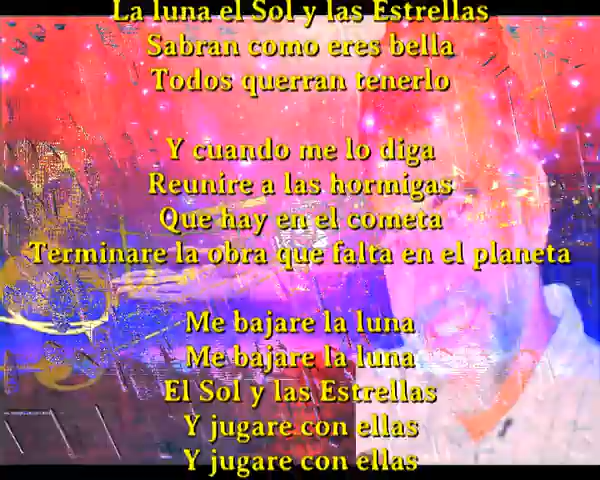 La luna el Sol y las Estrellas
Sabran como eres bella
Todos querran tenerlo
Y cuando me lo diga
Reunire a las hormigas
Que hay en el cometa
Terminare la obra que falta en el planeta
Me bajare la luna
Me bajare la luna
El Sol y las Estrellas
Y jugare con ellas
Y jugare con ellas